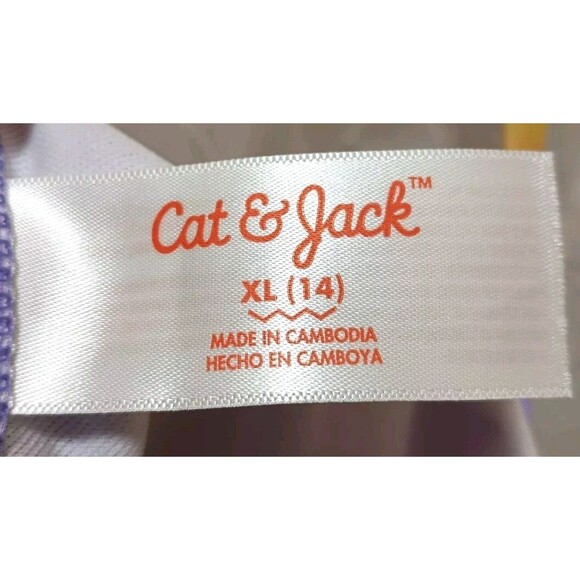 Cat & Jack™
XL (14)
MADE IN CAMBODIA
HECHO EN CAMBOYA